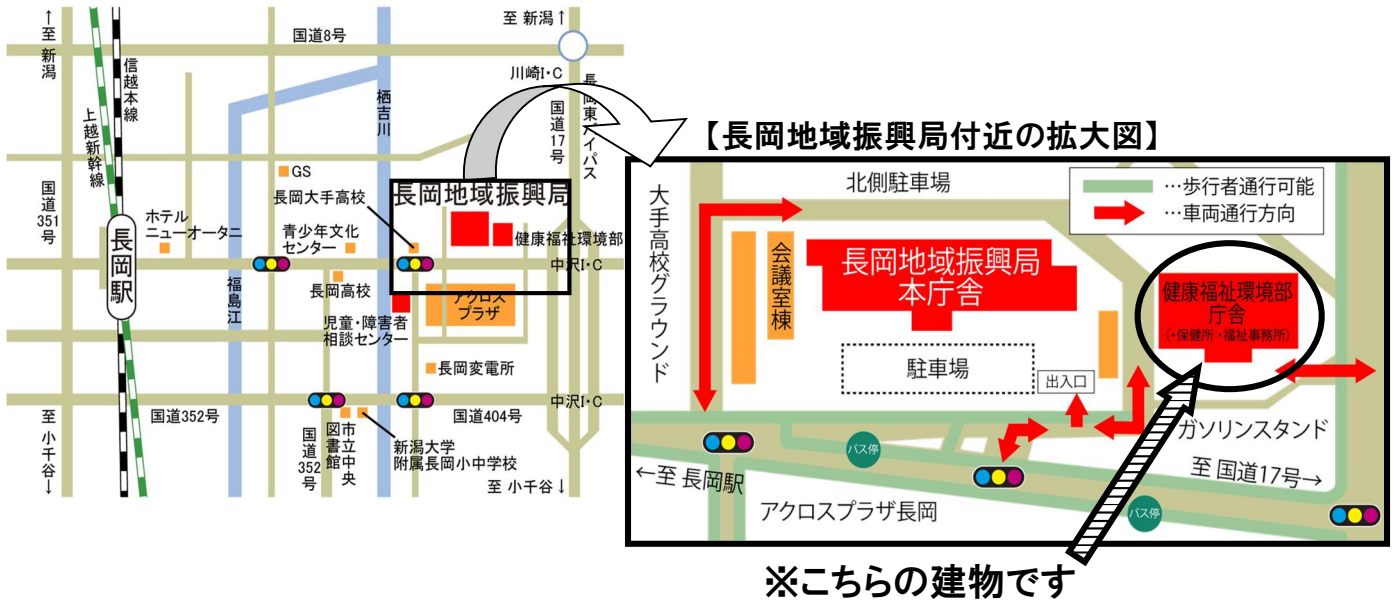 ↑至 新潟
至 新潟↑
国道8号
信越本線
上越新幹線
栖吉川
川崎I・C
国道17号
長岡東バイパス
GS
国道351号
長岡大手高校
長岡地域振興局
ホテル
ニューオータニ
青少年文化
センター
健康福祉環境部
長岡駅
中沢I・C
福島江
長岡高校
アクロス
プラザ
児童・障害者
相談センター
長岡変電所
至 小千谷↓
国道352号
国道404号
中沢I・C
国道352号
市立中央
図書館
新潟大学
附属長岡小中学校
至 小千谷↓
【長岡地域振興局付近の拡大図】
大手高校グラウンド
北側駐車場
…歩行者通行可能
…車両通行方向
会議室棟
長岡地域振興局
本庁舎
健康福祉環境部
庁舎
(・保健所・福祉事務所)
駐車場
出入口
ガソリンスタンド
バス停
←至 長岡駅
至 国道17号→
アクロスプラザ長岡
バス停
※こちらの建物です